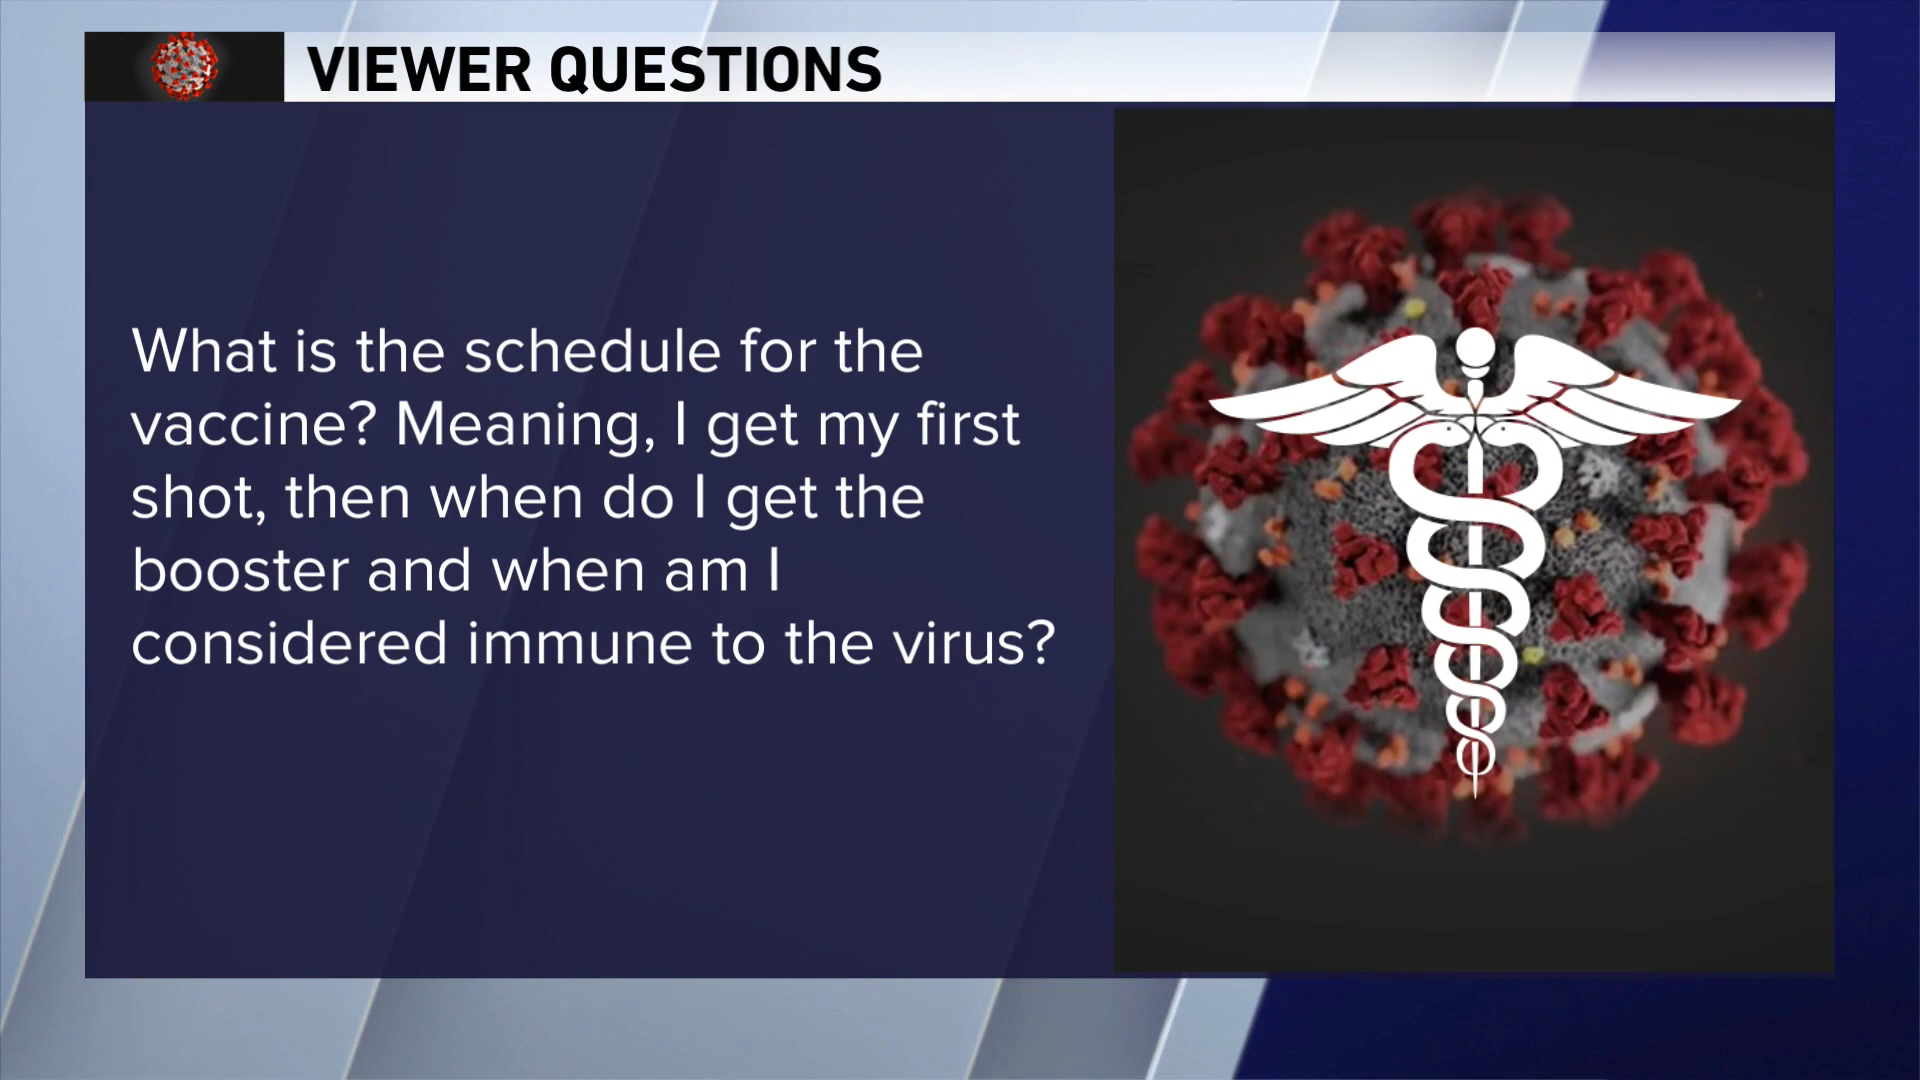 VIEWER QUESTIONS
What is the schedule for the
vaccine? Meaning, I get my first
shot, then when do I get the
booster and when am I
considered immune to the virus?